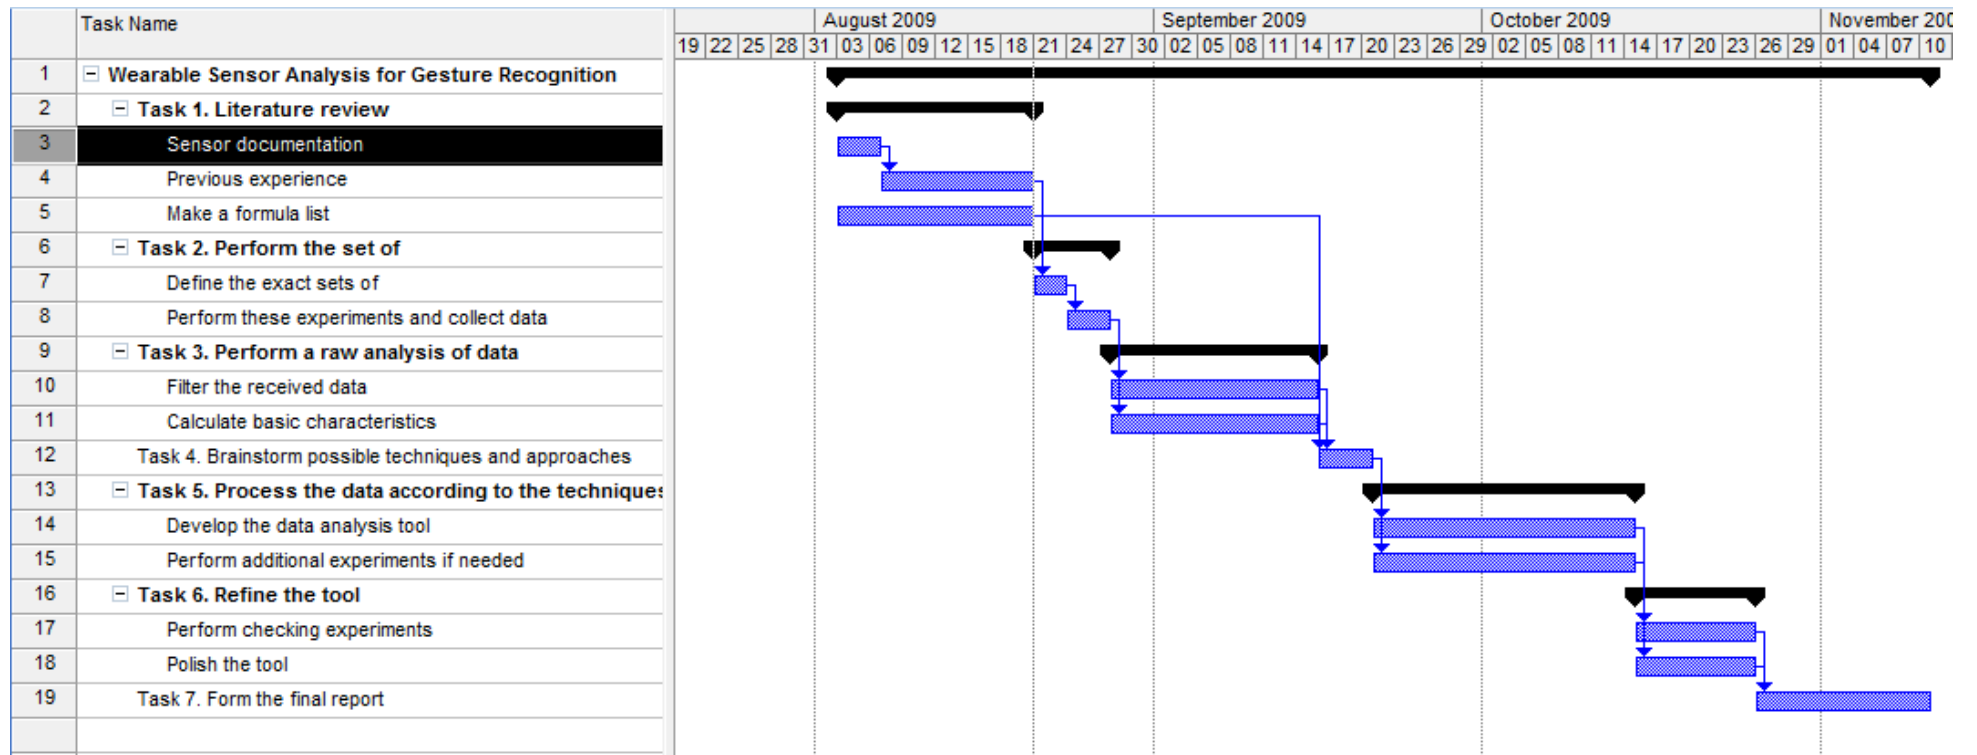 Task Name
August 2009 September 2009 October 2009 November 200
19 22 25 28 31 03 06 09 12 15 18 21 24 27 30 02 05 08 11 14 17 20 23 26 29 02 05 08 11 14 17 20 23 26 29 01 04 07 10
1 Wearable Sensor Analysis for Gesture Recognition
2 Task 1. Literature review
3 Sensor documentation
4 Previous experience
5 Make a formula list
6 Task 2. Perform the set of
7 Define the exact sets of
8 Perform these experiments and collect data
9 Task 3. Perform a raw analysis of data
10 Filter the received data
11 Calculate basic characteristics
12 Task 4. Brainstorm possible techniques and approaches
13 Task 5. Process the data according to the techniques
14 Develop the data analysis tool
15 Perform additional experiments if needed
16 Task 6. Refine the tool
17 Perform checking experiments
18 Polish the tool
19 Task 7. Form the final report